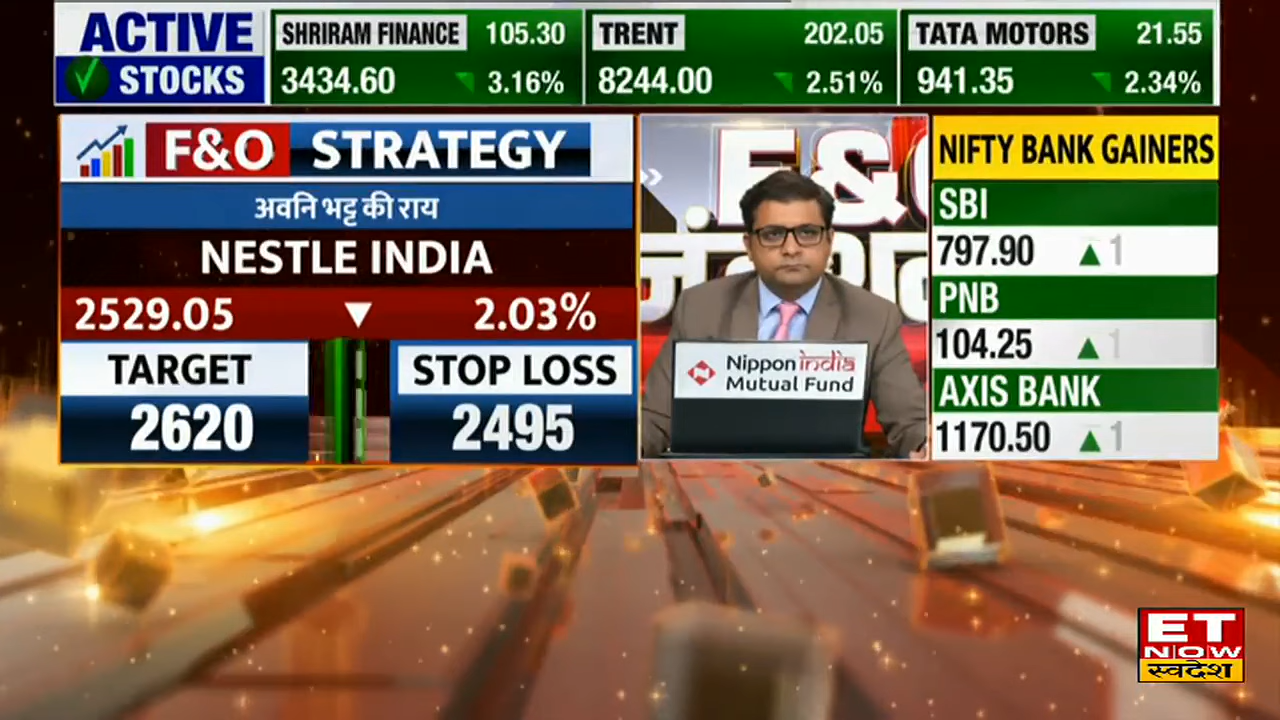 ACTIVE
STOCKS
SHRIRAM FINANCE 105.30
3434.60 3.16%
TRENT 202.05
8244.00 2.51%
TATA MOTORS 21.55
941.35 2.34%
F&O STRATEGY
अवनि भट्ट की राय
NESTLE INDIA
2529.05 ▼ 2.03%
TARGET
2620
STOP LOSS
2495
F&
Nippon india
Mutual Fund
NIFTY BANK GAINERS
SBI
797.90 ▲ 1
PNB
104.25 ▲ 1
AXIS BANK
1170.50 ▲ 1
ET
NOW
स्वदेश